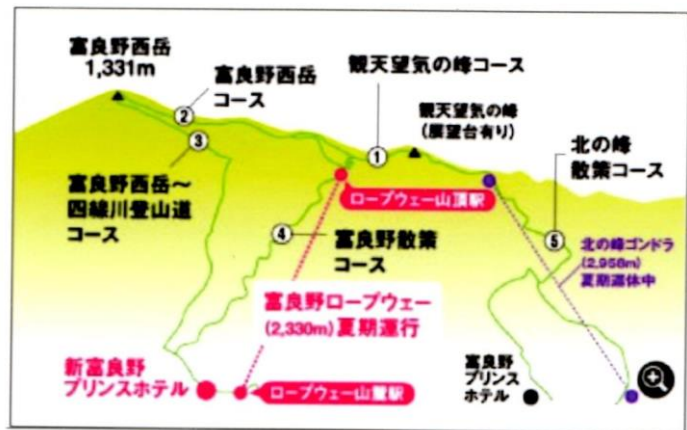 富良野西岳
1,331m
富良野西岳
コース
観天望気の峰コース
観天望気の峰
(展望台有り)
北の峰
散策コース
②
③
①
ロープウェー山頂駅
富良野西岳～
四線川登山道
コース
④
富良野散策
コース
⑤
北の峰ゴンドラ
(2,958m)
夏期運休中
富良野ロープウェー
(2,330m)夏期運行
新富良野
プリンスホテル
ロープウェー山麓駅
富良野
プリンス
ホテル